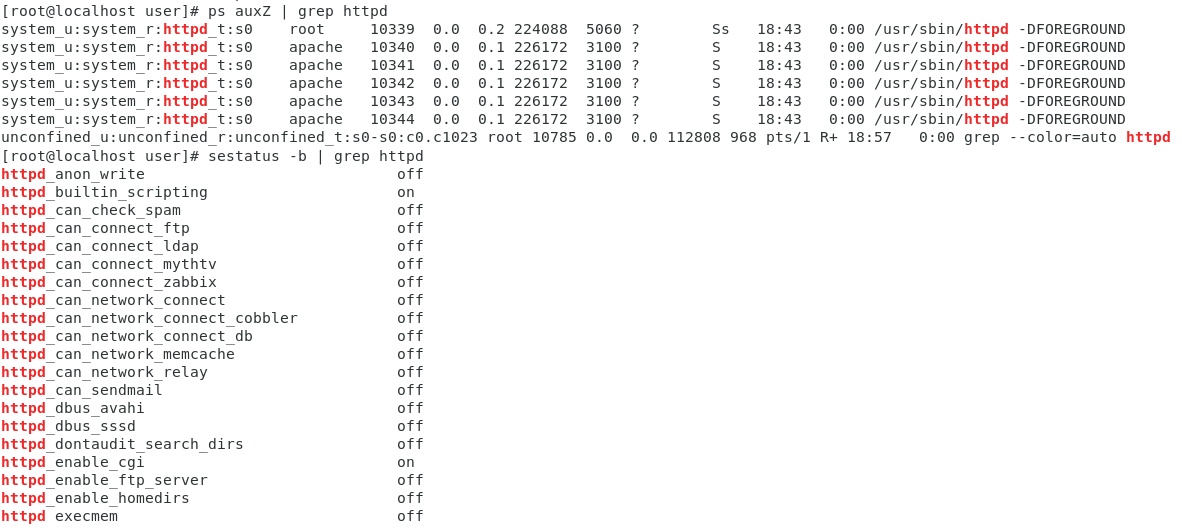 [root@localhost user]# ps auxZ | grep httpd
system_u:system_r:httpd_t:s0    root     10339  0.0  0.2 224088  5060 ?        Ss   18:43   0:00 /usr/sbin/httpd -DFOREGROUND
system_u:system_r:httpd_t:s0    apache   10340  0.0  0.1 226172  3100 ?        S    18:43   0:00 /usr/sbin/httpd -DFOREGROUND
system_u:system_r:httpd_t:s0    apache   10341  0.0  0.1 226172  3100 ?        S    18:43   0:00 /usr/sbin/httpd -DFOREGROUND
system_u:system_r:httpd_t:s0    apache   10342  0.0  0.1 226172  3100 ?        S    18:43   0:00 /usr/sbin/httpd -DFOREGROUND
system_u:system_r:httpd_t:s0    apache   10343  0.0  0.1 226172  3100 ?        S    18:43   0:00 /usr/sbin/httpd -DFOREGROUND
system_u:system_r:httpd_t:s0    apache   10344  0.0  0.1 226172  3100 ?        S    18:43   0:00 /usr/sbin/httpd -DFOREGROUND
unconfined_u:unconfined_r:unconfined_t:s0-s0:c0.c1023 root 10785 0.0  0.0 112808 968 pts/1 R+ 18:57   0:00 grep --color=auto httpd
[root@localhost user]# sestatus -b | grep httpd
httpd_anon_write                            off
httpd_builtin_scripting                     on
httpd_can_check_spam                        off
httpd_can_connect_ftp                       off
httpd_can_connect_ldap                      off
httpd_can_connect_mythtv                    off
httpd_can_connect_zabbix                    off
httpd_can_network_connect                   off
httpd_can_network_connect_cobbler           off
httpd_can_network_connect_db                off
httpd_can_network_memcache                  off
httpd_can_network_relay                     off
httpd_can_sendmail                          off
httpd_dbus_avahi                            off
httpd_dbus_sssd                             off
httpd_dontaudit_search_dirs                 off
httpd_enable_cgi                            on
httpd_enable_ftp_server                     off
httpd_enable_homedirs                       off
httpd_execmem                               off